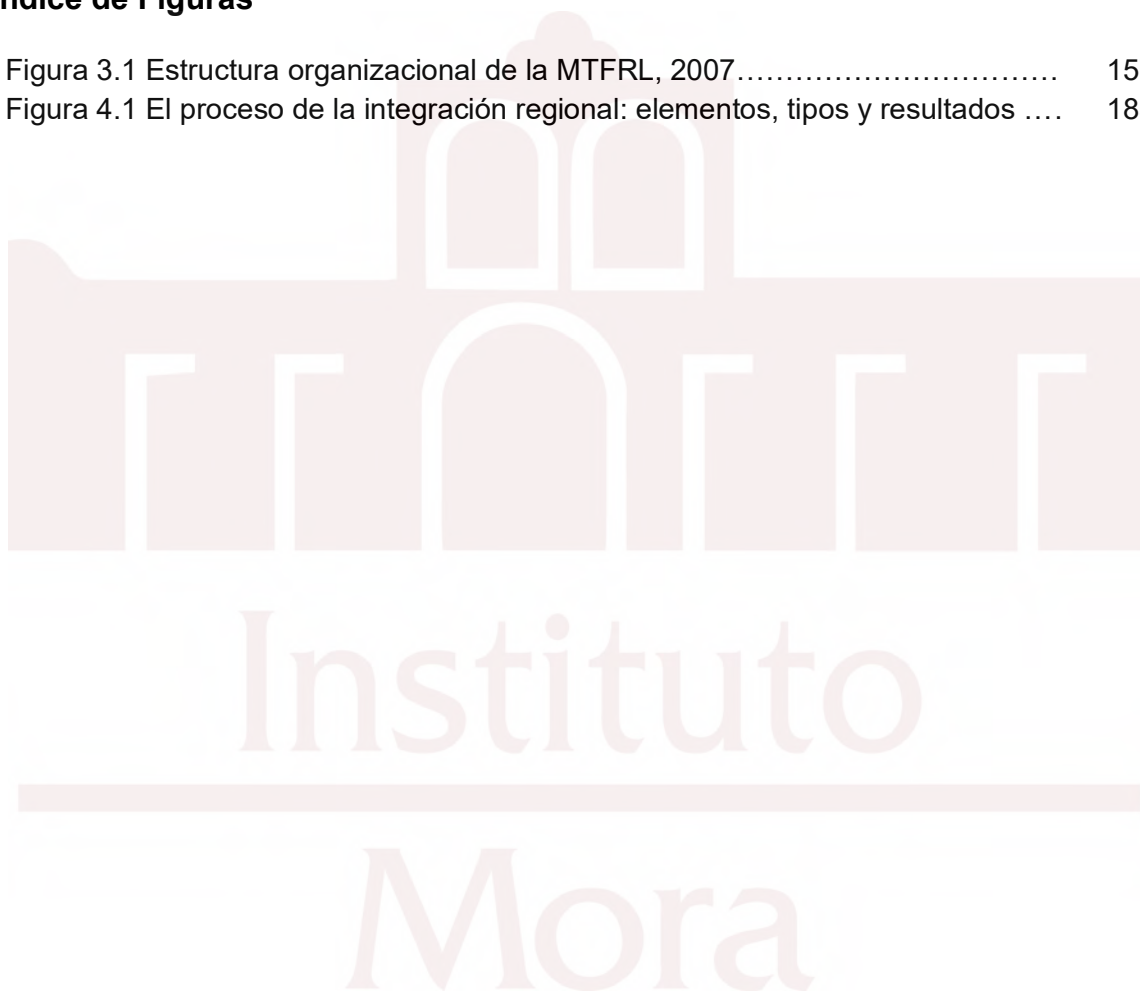 ndice de Figuras
Figura 3.1 Estructura organizacional de la MTFRL, 2007…………………………… 15
Figura 4.1 El proceso de la integración regional: elementos, tipos y resultados …. 18
Instituto
Mora